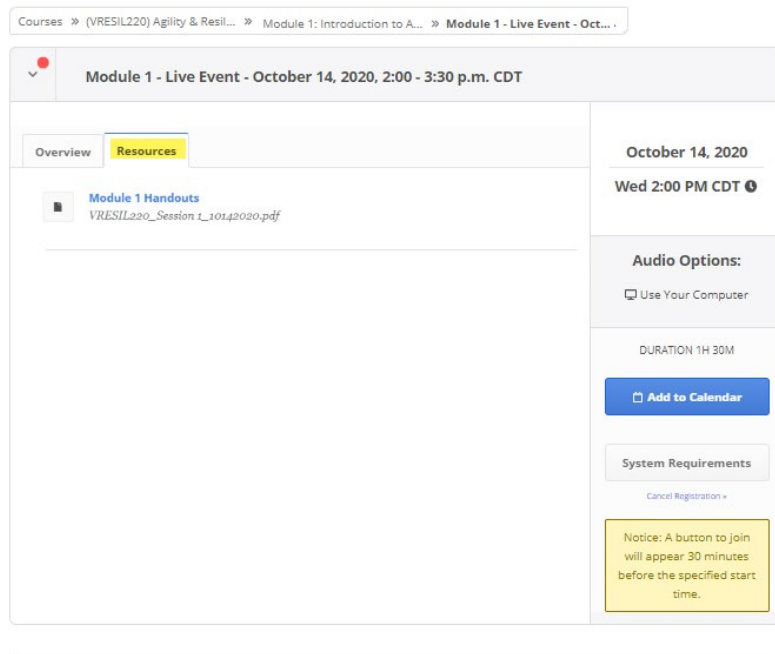 Courses » (VRESIL220) Agility & Resil... » Module 1: Introduction to A... » Module 1 - Live Event - Oct...
Module 1 - Live Event - October 14, 2020, 2:00 - 3:30 p.m. CDT
Overview
Resources
Module 1 Handouts
VRESIL220_Session 1_10142020.pdf
October 14, 2020
Wed 2:00 PM CDT
Audio Options:
Use Your Computer
DURATION 1H 30M
Add to Calendar
System Requirements
Cancel Registration »
Notice: A button to join
will appear 30 minutes
before the specified start
time.